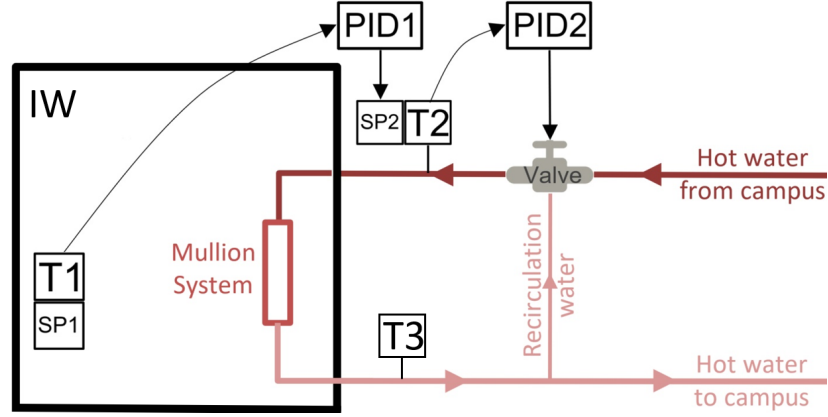 PID1
PID2
IW
SP2
T2
Valve
Hot water
from campus
Mullion
System
T1
SP1
Recirculation
water
T3
Hot water
to campus